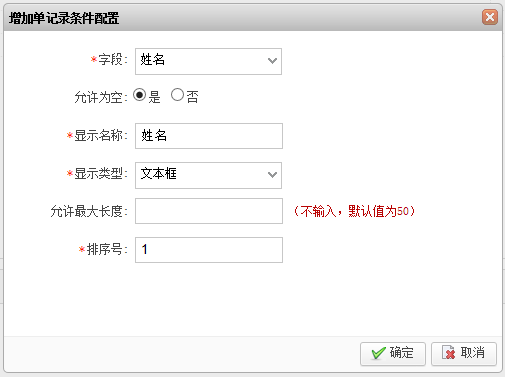 增加单记录条件配置
*字段: 姓名
允许为空: 是 否
*显示名称: 姓名
*显示类型: 文本框
允许最大长度: （不输入，默认值为50）
*排序号: 1
确定 取消